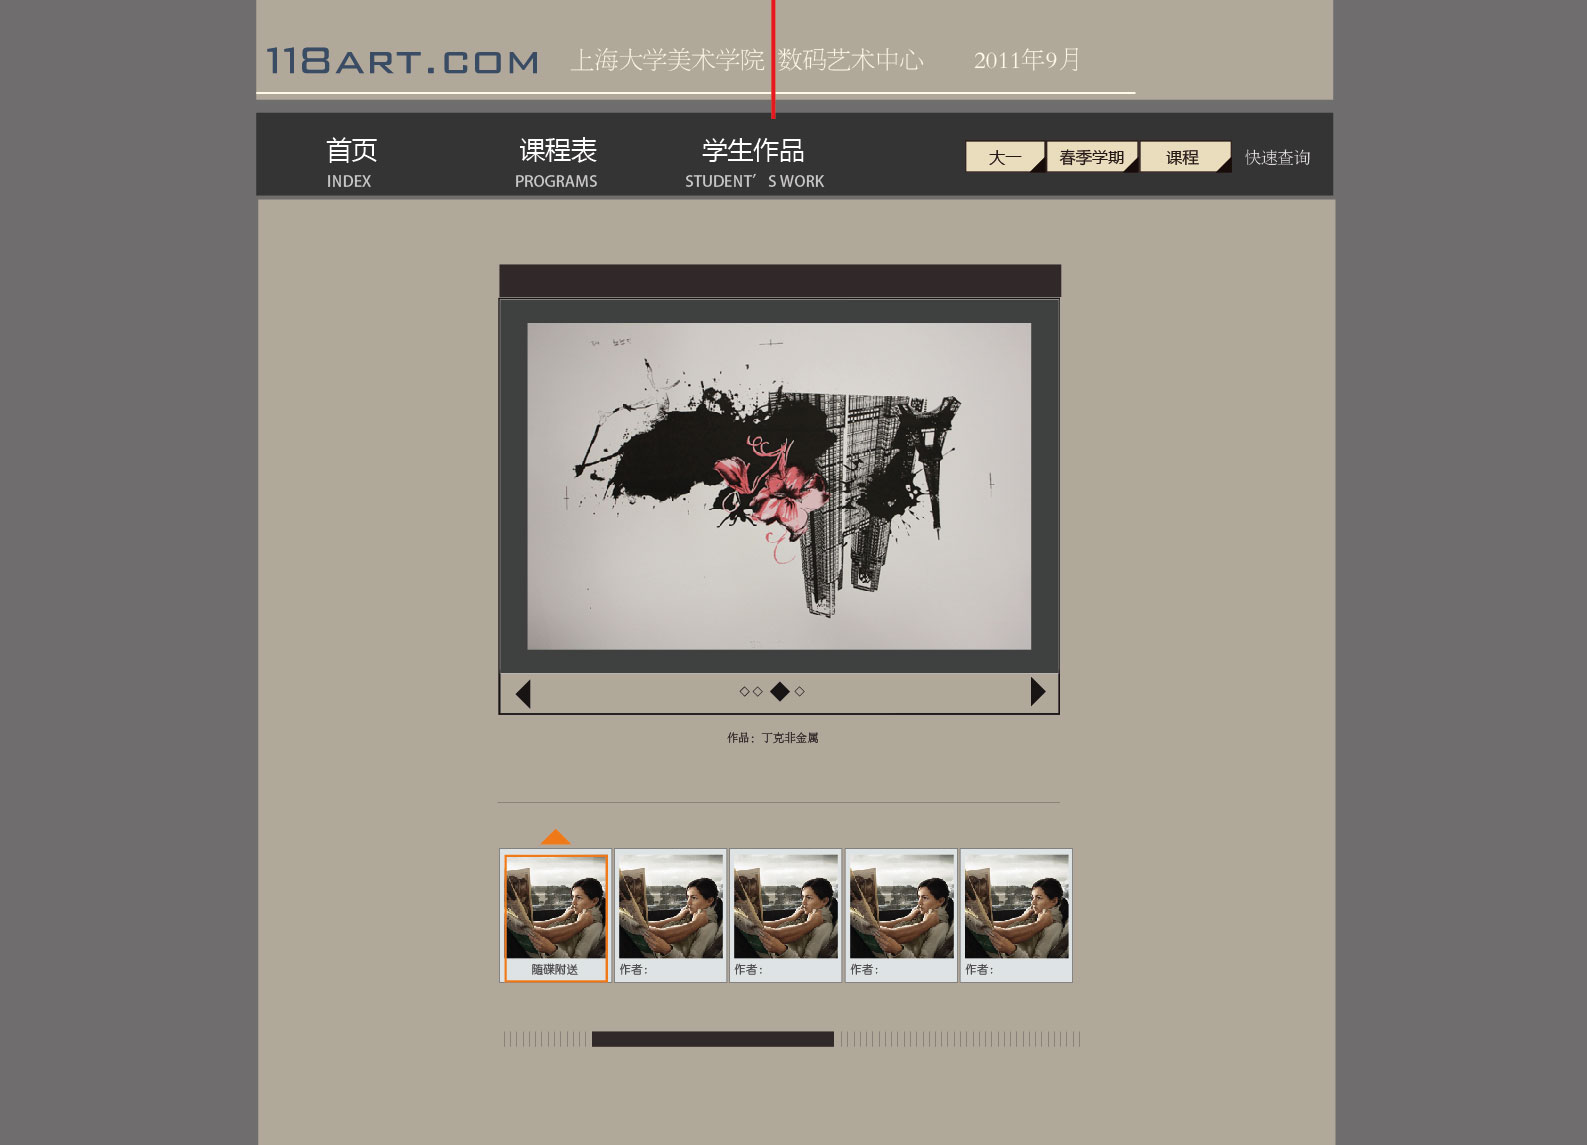 118ART.COM 上海大学美术学院 数码艺术中心 2011年9月
首页 课程表 学生作品
INDEX PROGRAMS STUDENT’S WORK
大一 春季学期 课程 快速查询
作品：丁克非金属
随碟附送 作者： 作者： 作者： 作者：